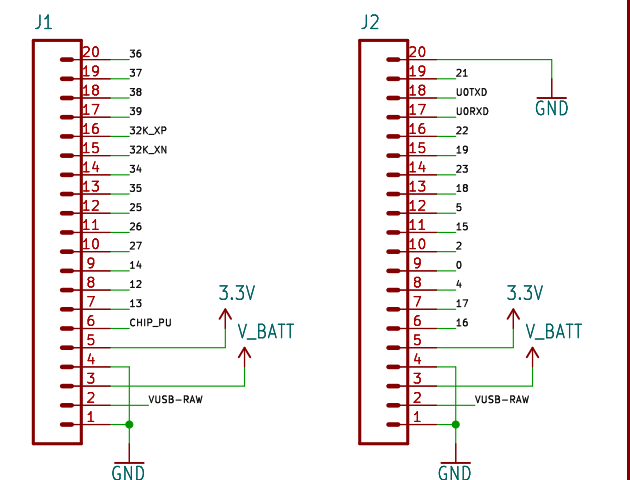 J1
20 36
19 37
18 38
17 39
16 32K_XP
15 32K_XN
14 34
13 35
12 25
11 26
10 27
9 14
8 12
7 13
6 CHIP_PU
3.3V
5
V_BATT
4
3
2 VUSB-RAW
1
GND
J2
20
GND
19 21
18 U0TXD
17 U0RXD
16 22
15 19
14 23
13 18
12 5
11 15
10 2
9 0
8 4
7 17
6 16
3.3V
5
V_BATT
4
3
2 VUSB-RAW
1
GND